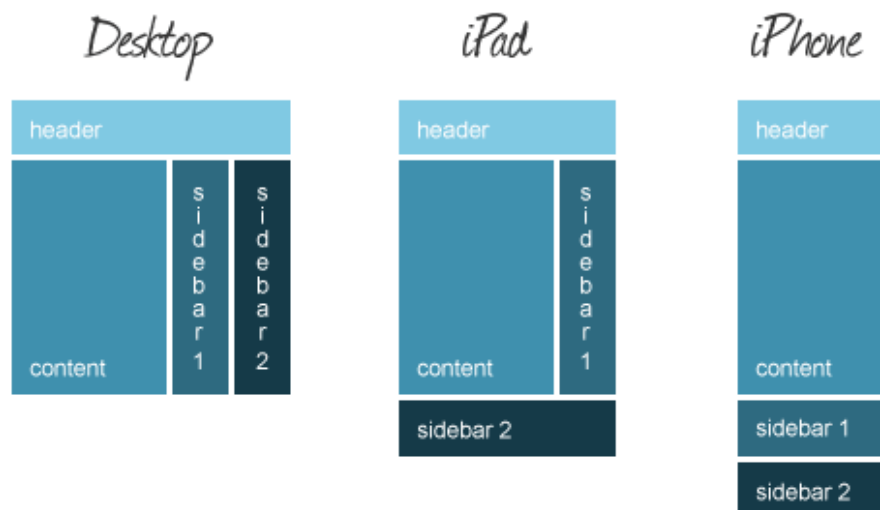 Desktop
header
content
sidebar 1
sidebar 2
iPad
header
content
sidebar 1
sidebar 2
iPhone
header
content
sidebar 1
sidebar 2